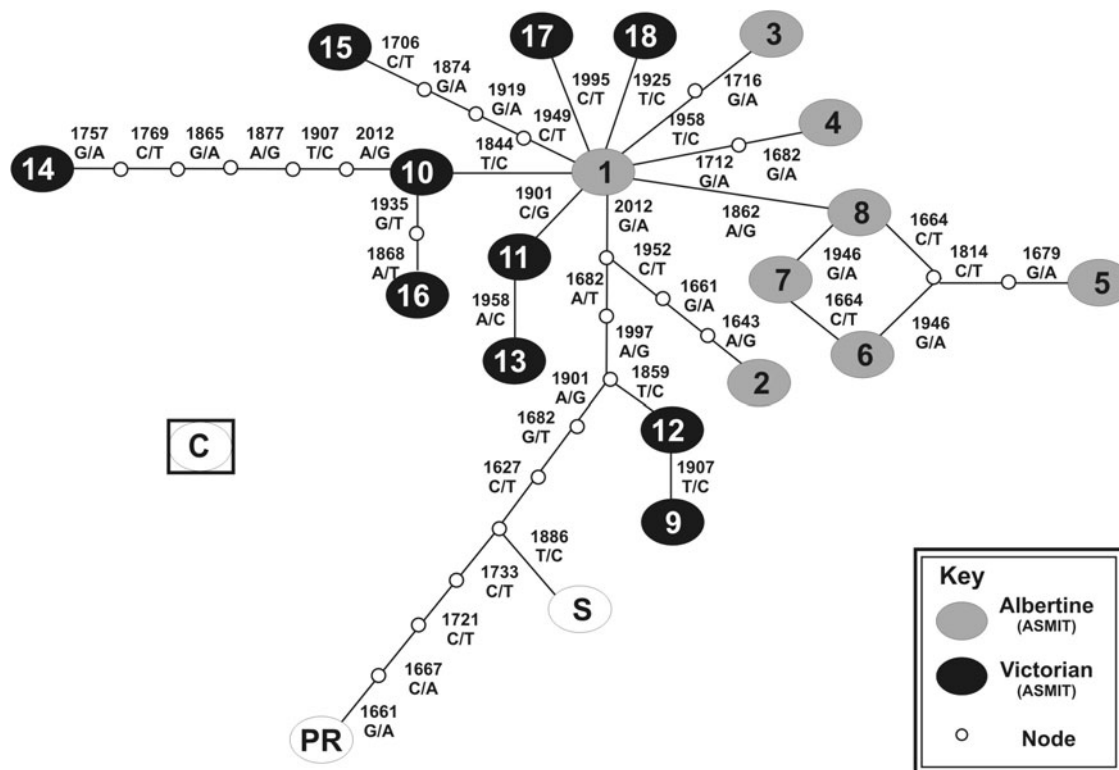 15
1706
C/T
1874
G/A
1919
G/A
1949
C/T
17
1995
C/T
18
1925
T/C
3
1716
G/A
1958
T/C
4
1682
G/A
1712
G/A
14
1757
G/A
1769
C/T
1865
G/A
1877
A/G
1907
T/C
2012
A/G
10
1844
T/C
1
1935
G/T
1868
A/T
16
1901
C/G
11
1958
A/C
13
2012
G/A
1952
C/T
1661
G/A
1643
A/G
2
1682
A/T
1997
A/G
1859
T/C
12
1907
T/C
9
1862
A/G
8
1946
G/A
7
1664
C/T
6
1664
C/T
1814
C/T
1679
G/A
5
1946
G/A
1901
A/G
1682
G/T
1627
C/T
1886
T/C
S
1733
C/T
1721
C/T
1667
C/A
1661
G/A
PR
C
Key
Albertine
(ASMIT)
Victorian
(ASMIT)
Node